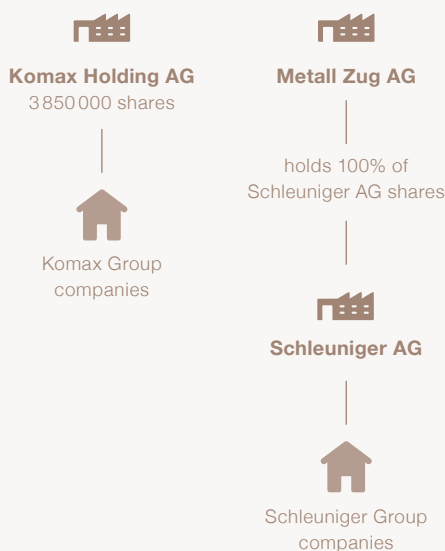 Komax Holding AG
3 850 000 shares
Komax Group
companies
Metall Zug AG
holds 100% of
Schleuniger AG shares
Schleuniger AG
Schleuniger Group
companies